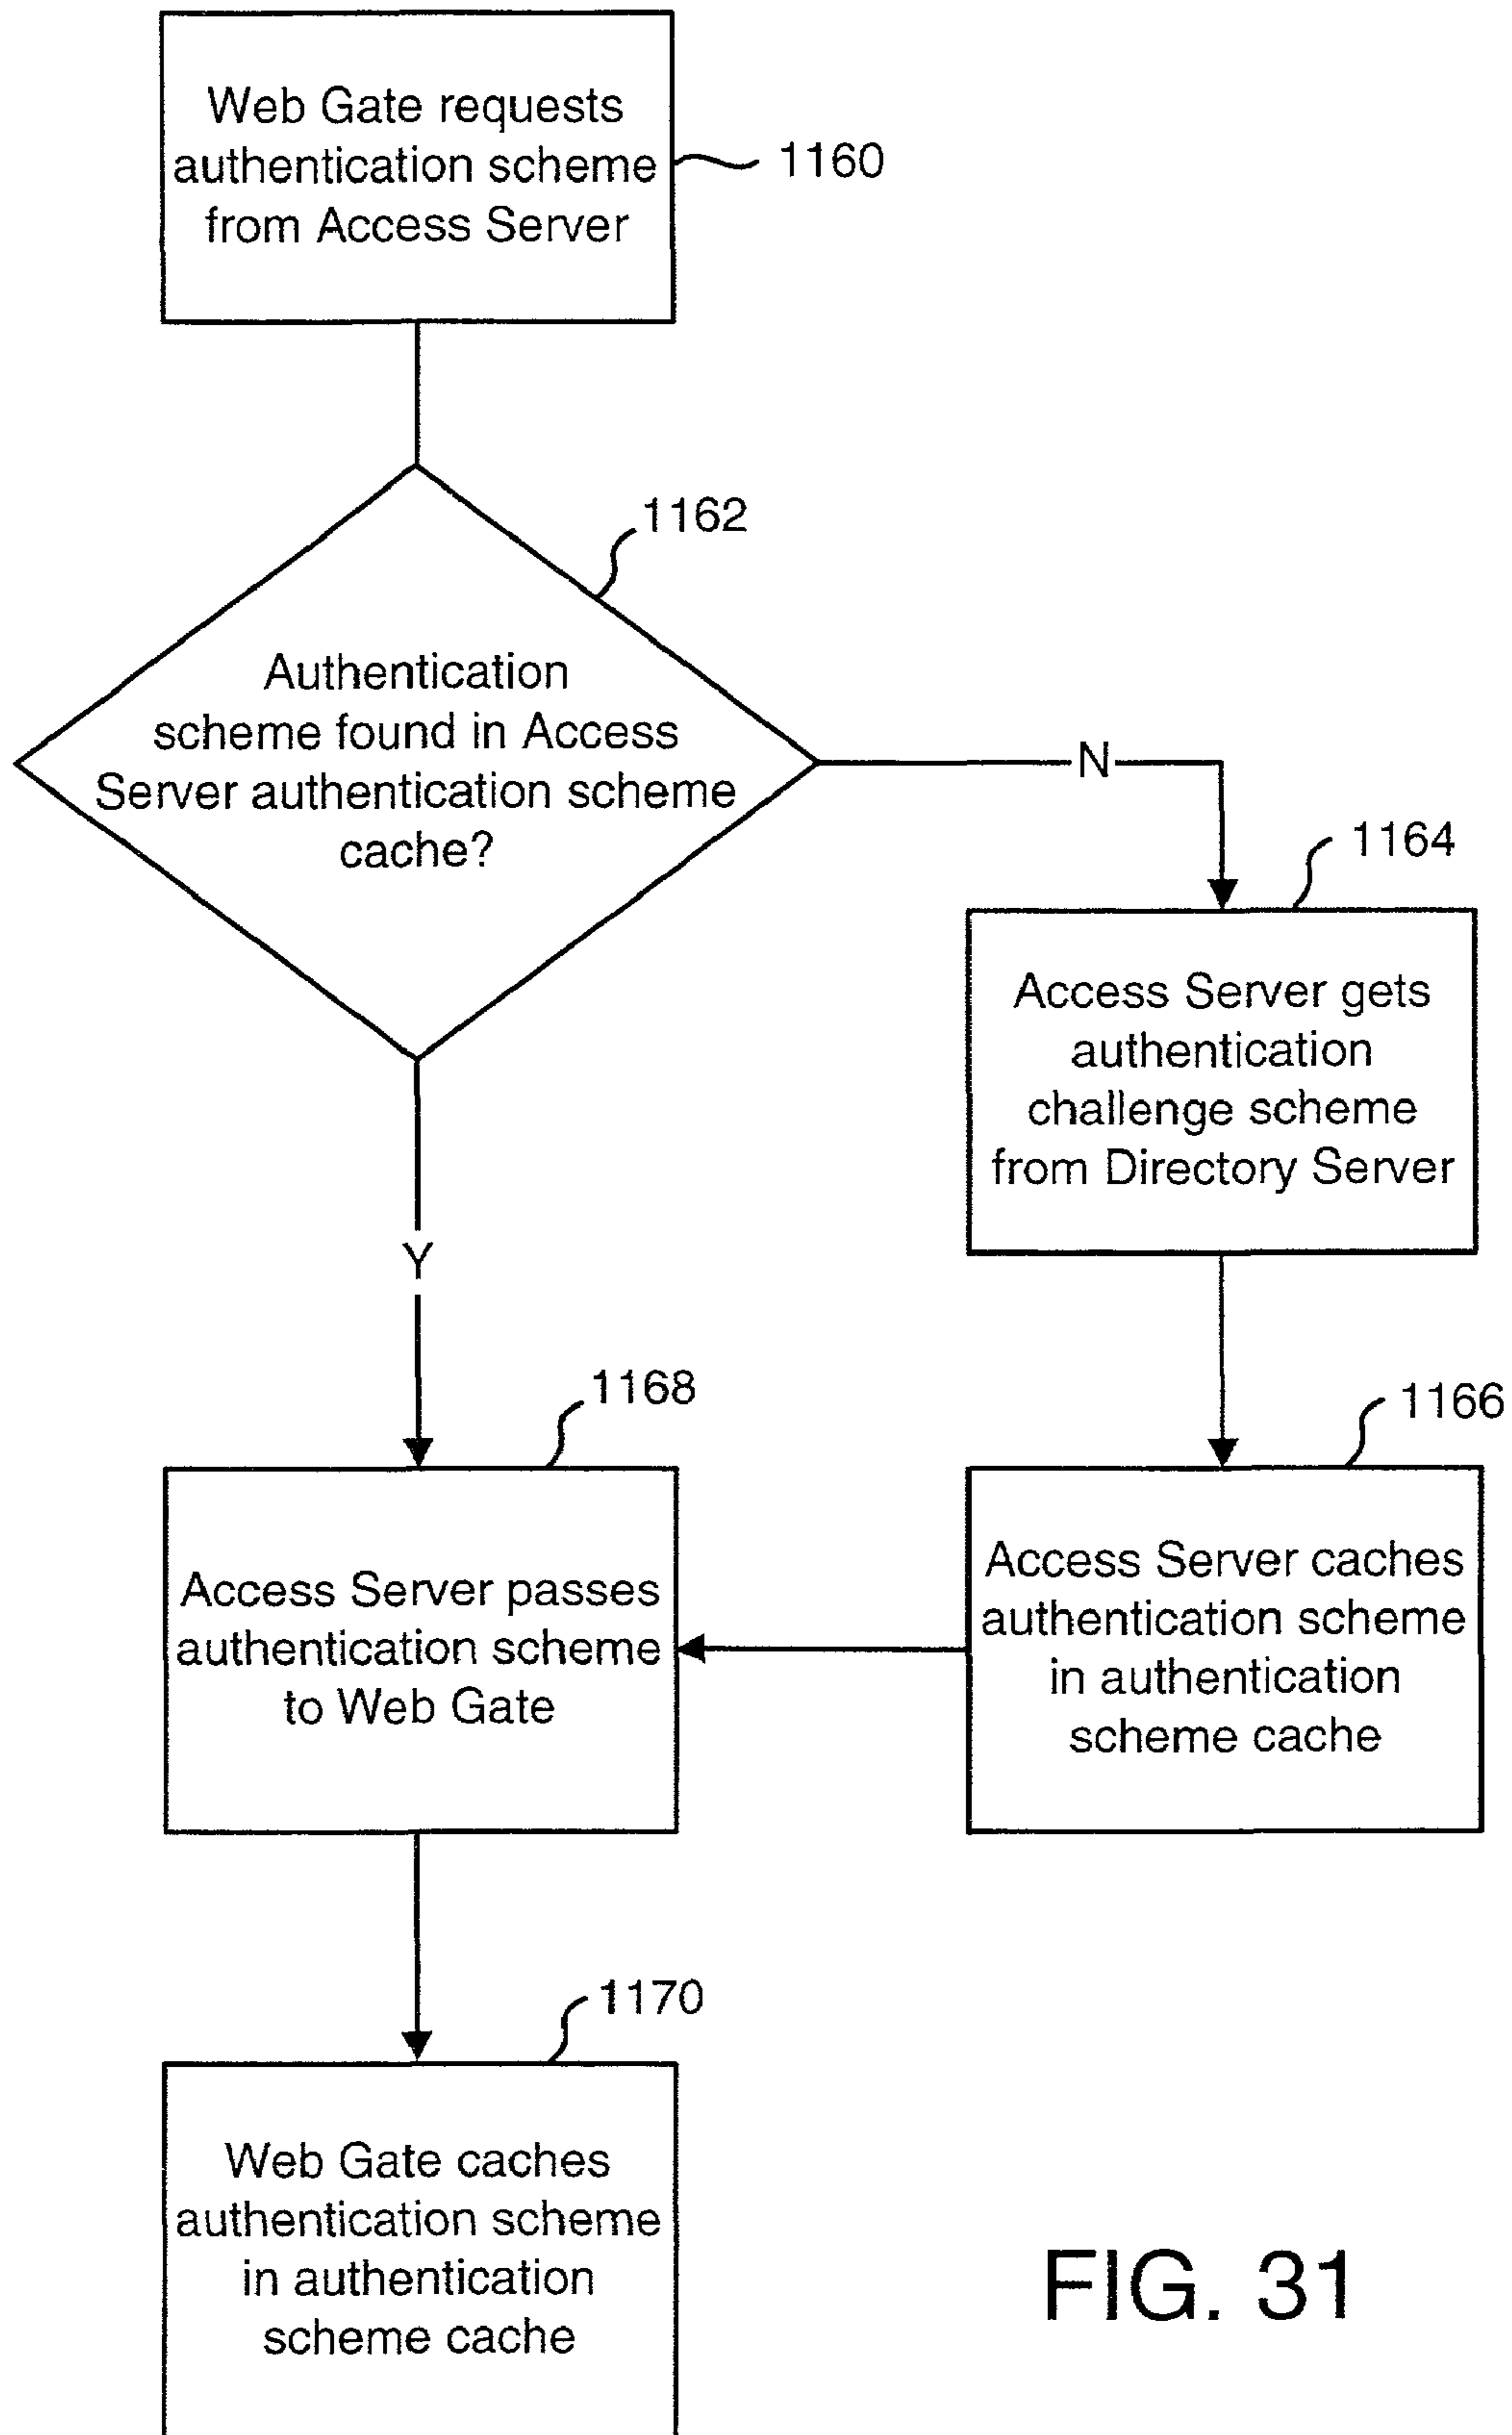 Web Gate requests
authentication scheme
from Access Server
1160
1162
Authentication
scheme found in Access
Server authentication scheme
cache?
N
1164
Access Server gets
authentication
challenge scheme
from Directory Server
Y
1168
1166
Access Server passes
authentication scheme
to Web Gate
Access Server caches
authentication scheme
in authentication
scheme cache
1170
Web Gate caches
authentication scheme
in authentication
scheme cache
FIG. 31